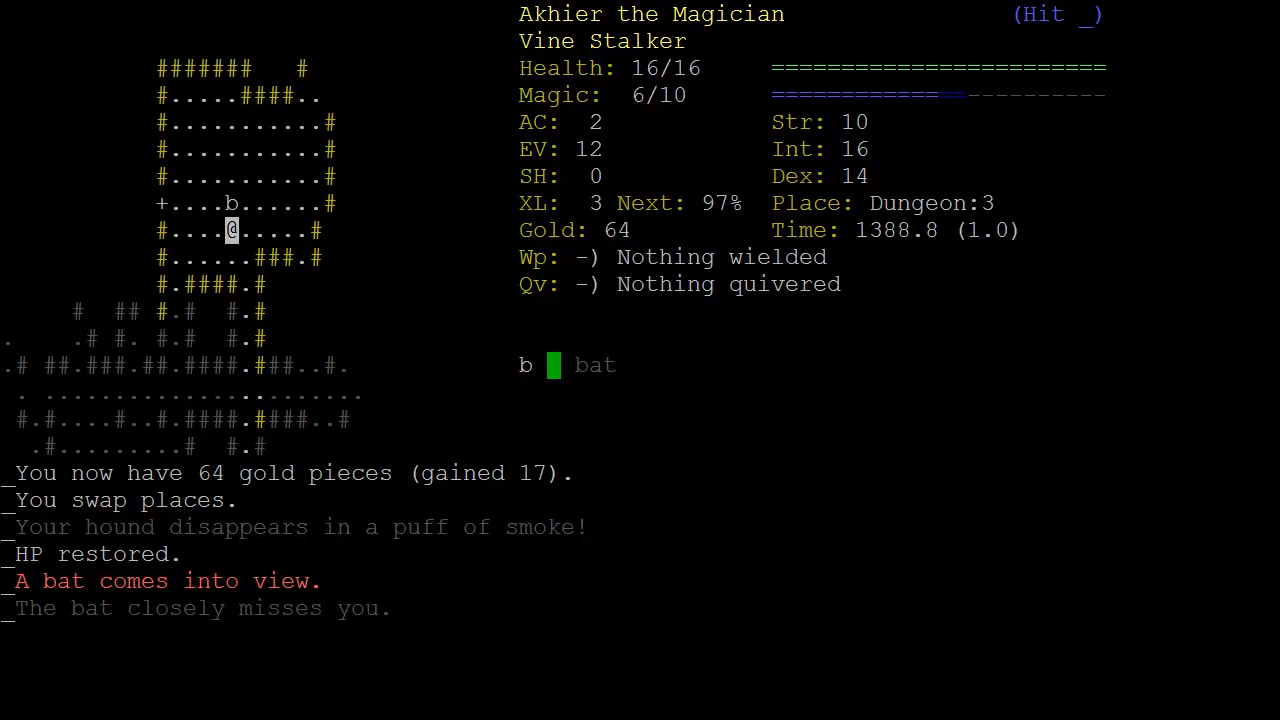 Akhier the Magician (Hit _)
Vine Stalker
####### # Health: 16/16 ========================
#.....####.. Magic: 6/10 ==============----------
#..........# AC: 2 Str: 10
#..........# EV: 12 Int: 16
#..........# SH: 0 Dex: 14
+....b.....# XL: 3 Next: 97% Place: Dungeon:3
#....@.....# Gold: 64 Time: 1388.8 (1.0)
#......###.# Wp: -) Nothing wielded
#.####.# Qv: -) Nothing quivered
# ## #.# #.#
. .# #. #.# #.#
.# ##.###.##.####.###..#. b bat
. .......................
#.#....#..#.####.####..#
.#.........# #.#
_You now have 64 gold pieces (gained 17).
_You swap places.
_Your hound disappears in a puff of smoke!
_HP restored.
_A bat comes into view.
_The bat closely misses you.